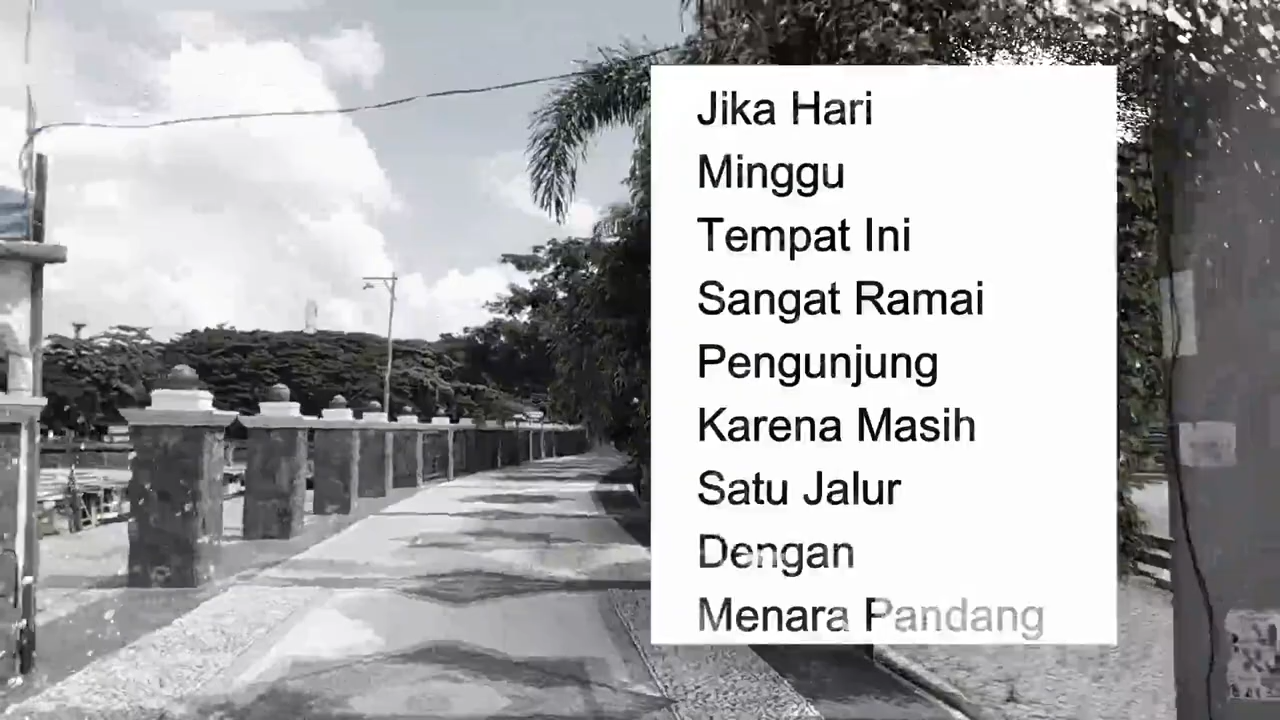 Jika Hari
Minggu
Tempat Ini
Sangat Ramai
Pengunjung
Karena Masih
Satu Jalur
Dengan
Menara Pandang